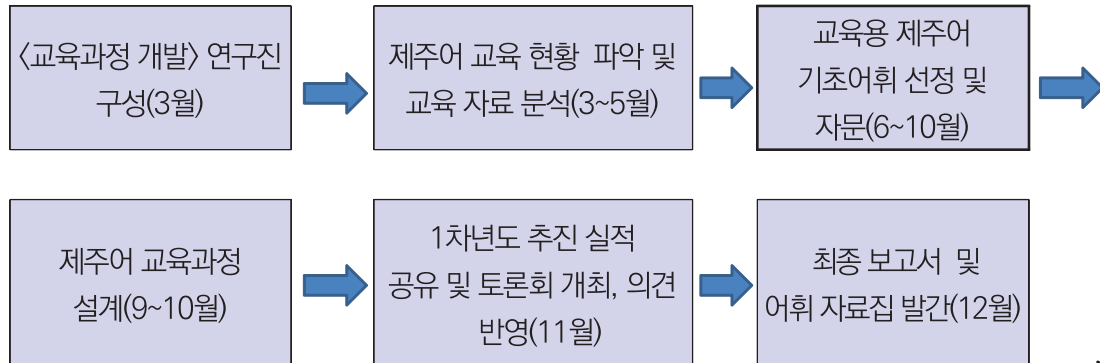 〈교육과정 개발〉 연구진
구성(3월)
제주어 교육 현황 파악 및
교육 자료 분석(3~5월)
교육용 제주어
기초어휘 선정 및
자문(6~10월)
제주어 교육과정
설계(9~10월)
1차년도 추진 실적
공유 및 토론회 개최, 의견
반영(11월)
최종 보고서 및
어휘 자료집 발간(12월)